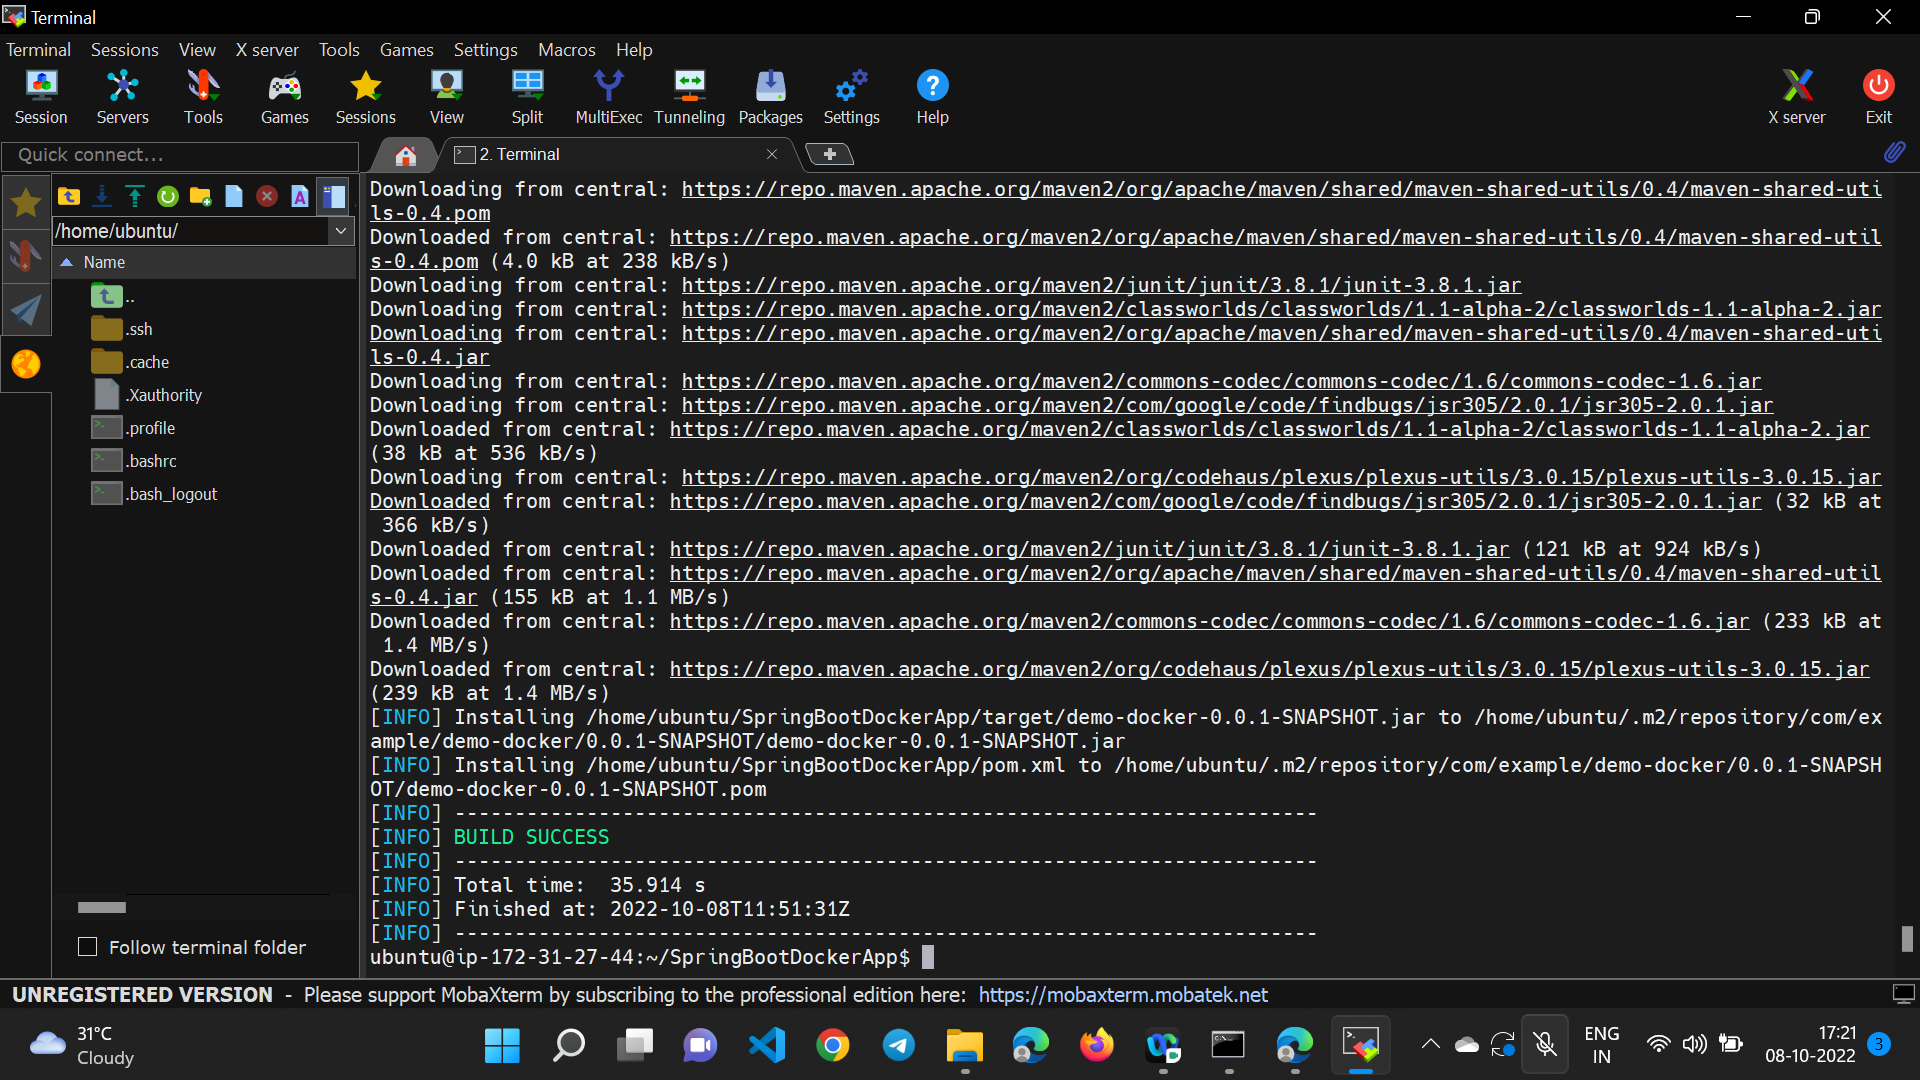 Terminal
Terminal Sessions View X server Tools Games Settings Macros Help
Session Servers Tools Games Sessions View Split MultiExec Tunneling Packages Settings Help X server Exit
Quick connect...
2. Terminal
/home/ubuntu/
Name
..
.ssh
.cache
.Xauthority
.profile
.bashrc
.bash_logout
Follow terminal folder
Downloading from central: https://repo.maven.apache.org/maven2/org/apache/maven/shared/maven-shared-utils/0.4/maven-shared-uti
ls-0.4.pom
Downloaded from central: https://repo.maven.apache.org/maven2/org/apache/maven/shared/maven-shared-utils/0.4/maven-shared-util
s-0.4.pom (4.0 kB at 238 kB/s)
Downloading from central: https://repo.maven.apache.org/maven2/junit/junit/3.8.1/junit-3.8.1.jar
Downloading from central: https://repo.maven.apache.org/maven2/classworlds/classworlds/1.1-alpha-2/classworlds-1.1-alpha-2.jar
Downloading from central: https://repo.maven.apache.org/maven2/org/apache/maven/shared/maven-shared-utils/0.4/maven-shared-uti
ls-0.4.jar
Downloading from central: https://repo.maven.apache.org/maven2/commons-codec/commons-codec/1.6/commons-codec-1.6.jar
Downloading from central: https://repo.maven.apache.org/maven2/com/google/code/findbugs/jsr305/2.0.1/jsr305-2.0.1.jar
Downloaded from central: https://repo.maven.apache.org/maven2/classworlds/classworlds/1.1-alpha-2/classworlds-1.1-alpha-2.jar
(38 kB at 536 kB/s)
Downloading from central: https://repo.maven.apache.org/maven2/org/codehaus/plexus/plexus-utils/3.0.15/plexus-utils-3.0.15.jar
Downloaded from central: https://repo.maven.apache.org/maven2/com/google/code/findbugs/jsr305/2.0.1/jsr305-2.0.1.jar (32 kB at
366 kB/s)
Downloaded from central: https://repo.maven.apache.org/maven2/junit/junit/3.8.1/junit-3.8.1.jar (121 kB at 924 kB/s)
Downloaded from central: https://repo.maven.apache.org/maven2/org/apache/maven/shared/maven-shared-utils/0.4/maven-shared-util
s-0.4.jar (155 kB at 1.1 MB/s)
Downloaded from central: https://repo.maven.apache.org/maven2/commons-codec/commons-codec/1.6/commons-codec-1.6.jar (233 kB at
1.4 MB/s)
Downloaded from central: https://repo.maven.apache.org/maven2/org/codehaus/plexus/plexus-utils/3.0.15/plexus-utils-3.0.15.jar
(239 kB at 1.4 MB/s)
[INFO] Installing /home/ubuntu/SpringBootDockerApp/target/demo-docker-0.0.1-SNAPSHOT.jar to /home/ubuntu/.m2/repository/com/ex
ample/demo-docker/0.0.1-SNAPSHOT/demo-docker-0.0.1-SNAPSHOT.jar
[INFO] Installing /home/ubuntu/SpringBootDockerApp/pom.xml to /home/ubuntu/.m2/repository/com/example/demo-docker/0.0.1-SNAPSH
OT/demo-docker-0.0.1-SNAPSHOT.pom
[INFO] ------------------------------------------------------------------------
[INFO] BUILD SUCCESS
[INFO] ------------------------------------------------------------------------
[INFO] Total time:  35.914 s
[INFO] Finished at: 2022-10-08T11:51:31Z
[INFO] ------------------------------------------------------------------------
ubuntu@ip-172-31-27-44:~/SpringBootDockerApp$
UNREGISTERED VERSION - Please support MobaXterm by subscribing to the professional edition here: https://mobaxterm.mobatek.net
31°C
Cloudy
ENG
IN
17:21
08-10-2022
3